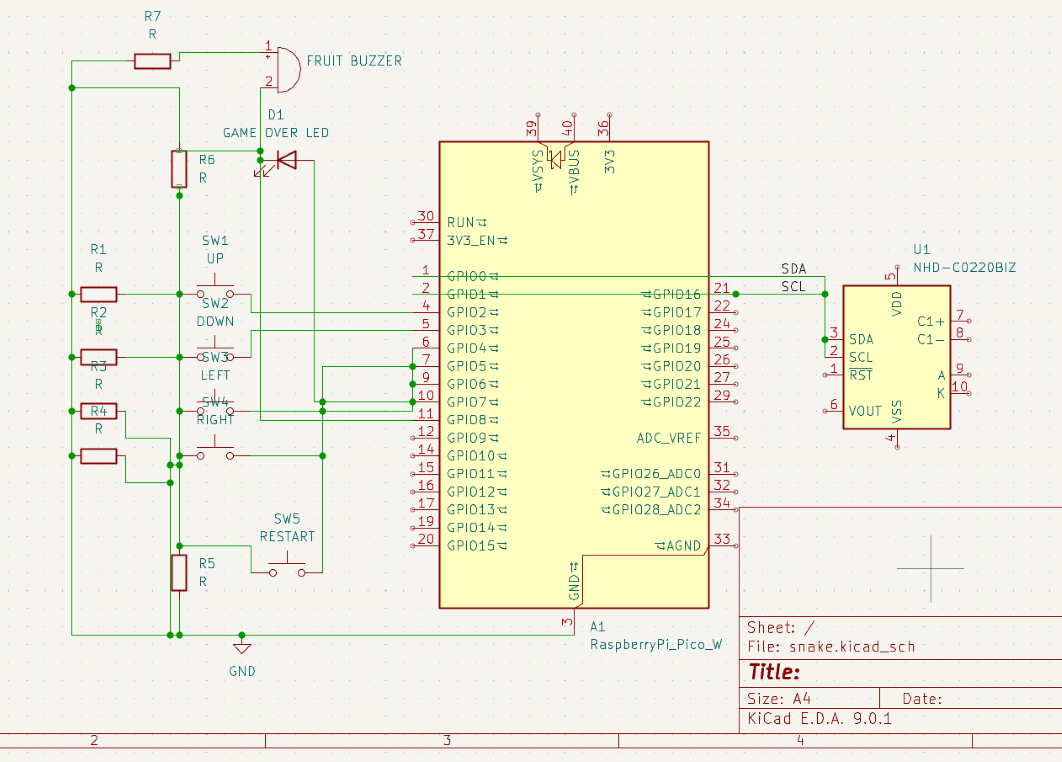 R7
R
1
+
2
FRUIT BUZZER
D1
GAME OVER LED
R6
R
SW1
UP
R1
R
SW2
DOWN
R2
R
SW3
LEFT
R3
R
SW4
RIGHT
R4
R
SW5
RESTART
R5
R
GND
39
40
36
VSYS
VBUS
3V3
30 RUN
37 3V3_EN
1 GPIO0
2 GPIO1
4 GPIO2
5 GPIO3
6 GPIO4
7 GPIO5
9 GPIO6
10 GPIO7
11 GPIO8
12 GPIO9
14 GPIO10
15 GPIO11
16 GPIO12
17 GPIO13
19 GPIO14
20 GPIO15
GPIO16 21
GPIO17 22
GPIO18 24
GPIO19 25
GPIO20 26
GPIO21 27
GPIO22 29
ADC_VREF 35
GPIO26_ADC0 31
GPIO27_ADC1 32
GPIO28_ADC2 34
AGND 33
GND
3
A1
RaspberryPi_Pico_W
SDA
SCL
U1
NHD-C0220BIZ
5
VDD
3 SDA
2 SCL
1 RST
6 VOUT
C1+ 7
C1- 8
A 9
K 10
VSS
4
Sheet: /
File: snake.kicad_sch
Title:
Size: A4 Date:
KiCad E.D.A. 9.0.1
2 3 4